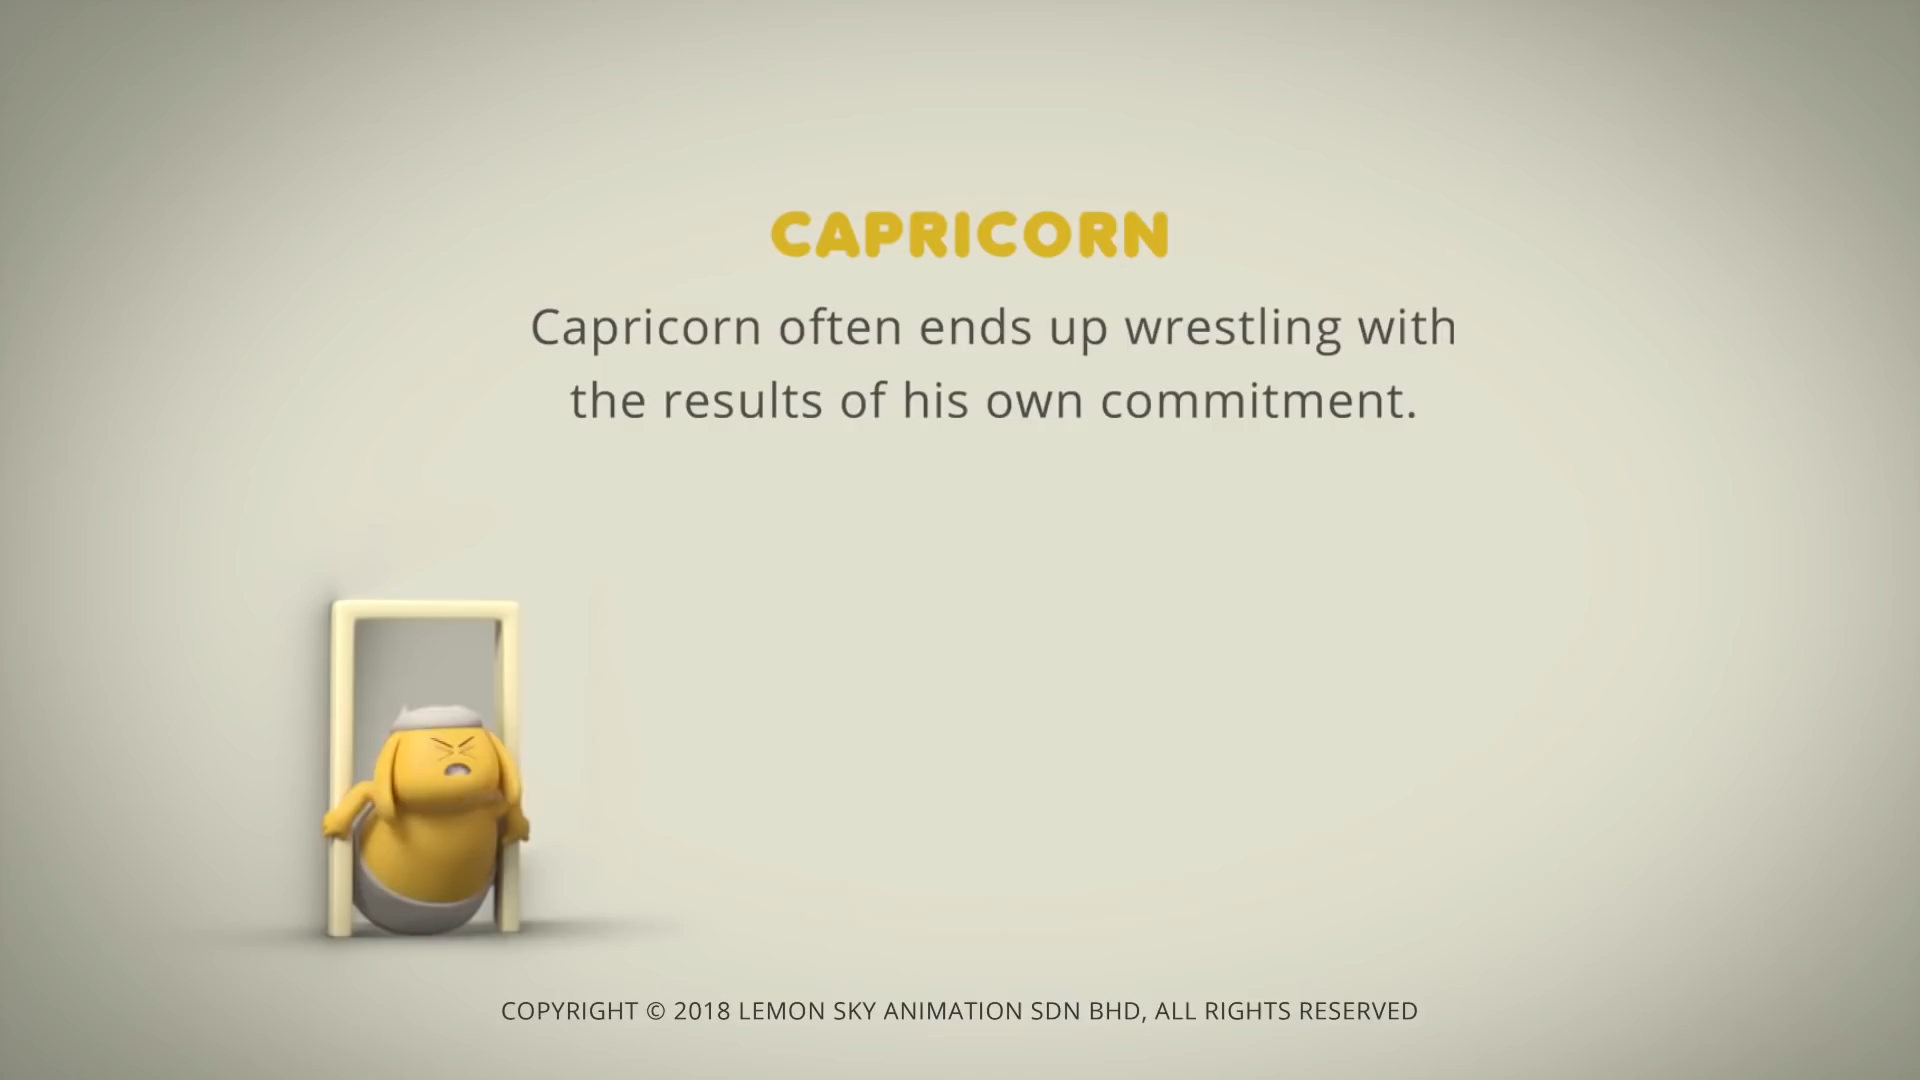 CAPRICORN
Capricorn often ends up wrestling with
the results of his own commitment.
COPYRIGHT © 2018 LEMON SKY ANIMATION SDN BHD, ALL RIGHTS RESERVED